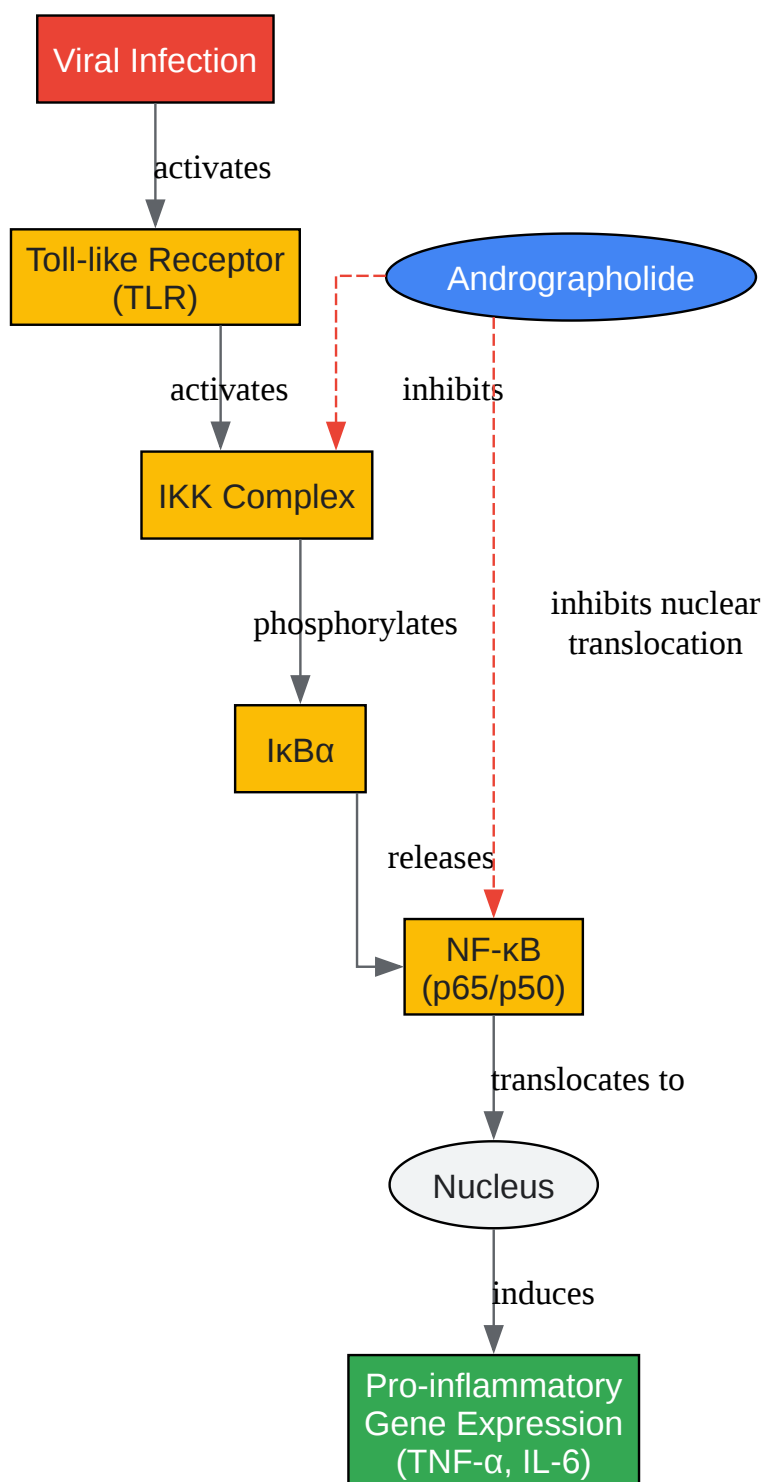 Viral Infection
activates
Toll-like Receptor
(TLR)
Andrographolide
activates
inhibits
IKK Complex
phosphorylates
inhibits nuclear
translocation
IκBα
releases
NF-κB
(p65/p50)
translocates to
Nucleus
induces
Pro-inflammatory
Gene Expression
(TNF-α, IL-6)